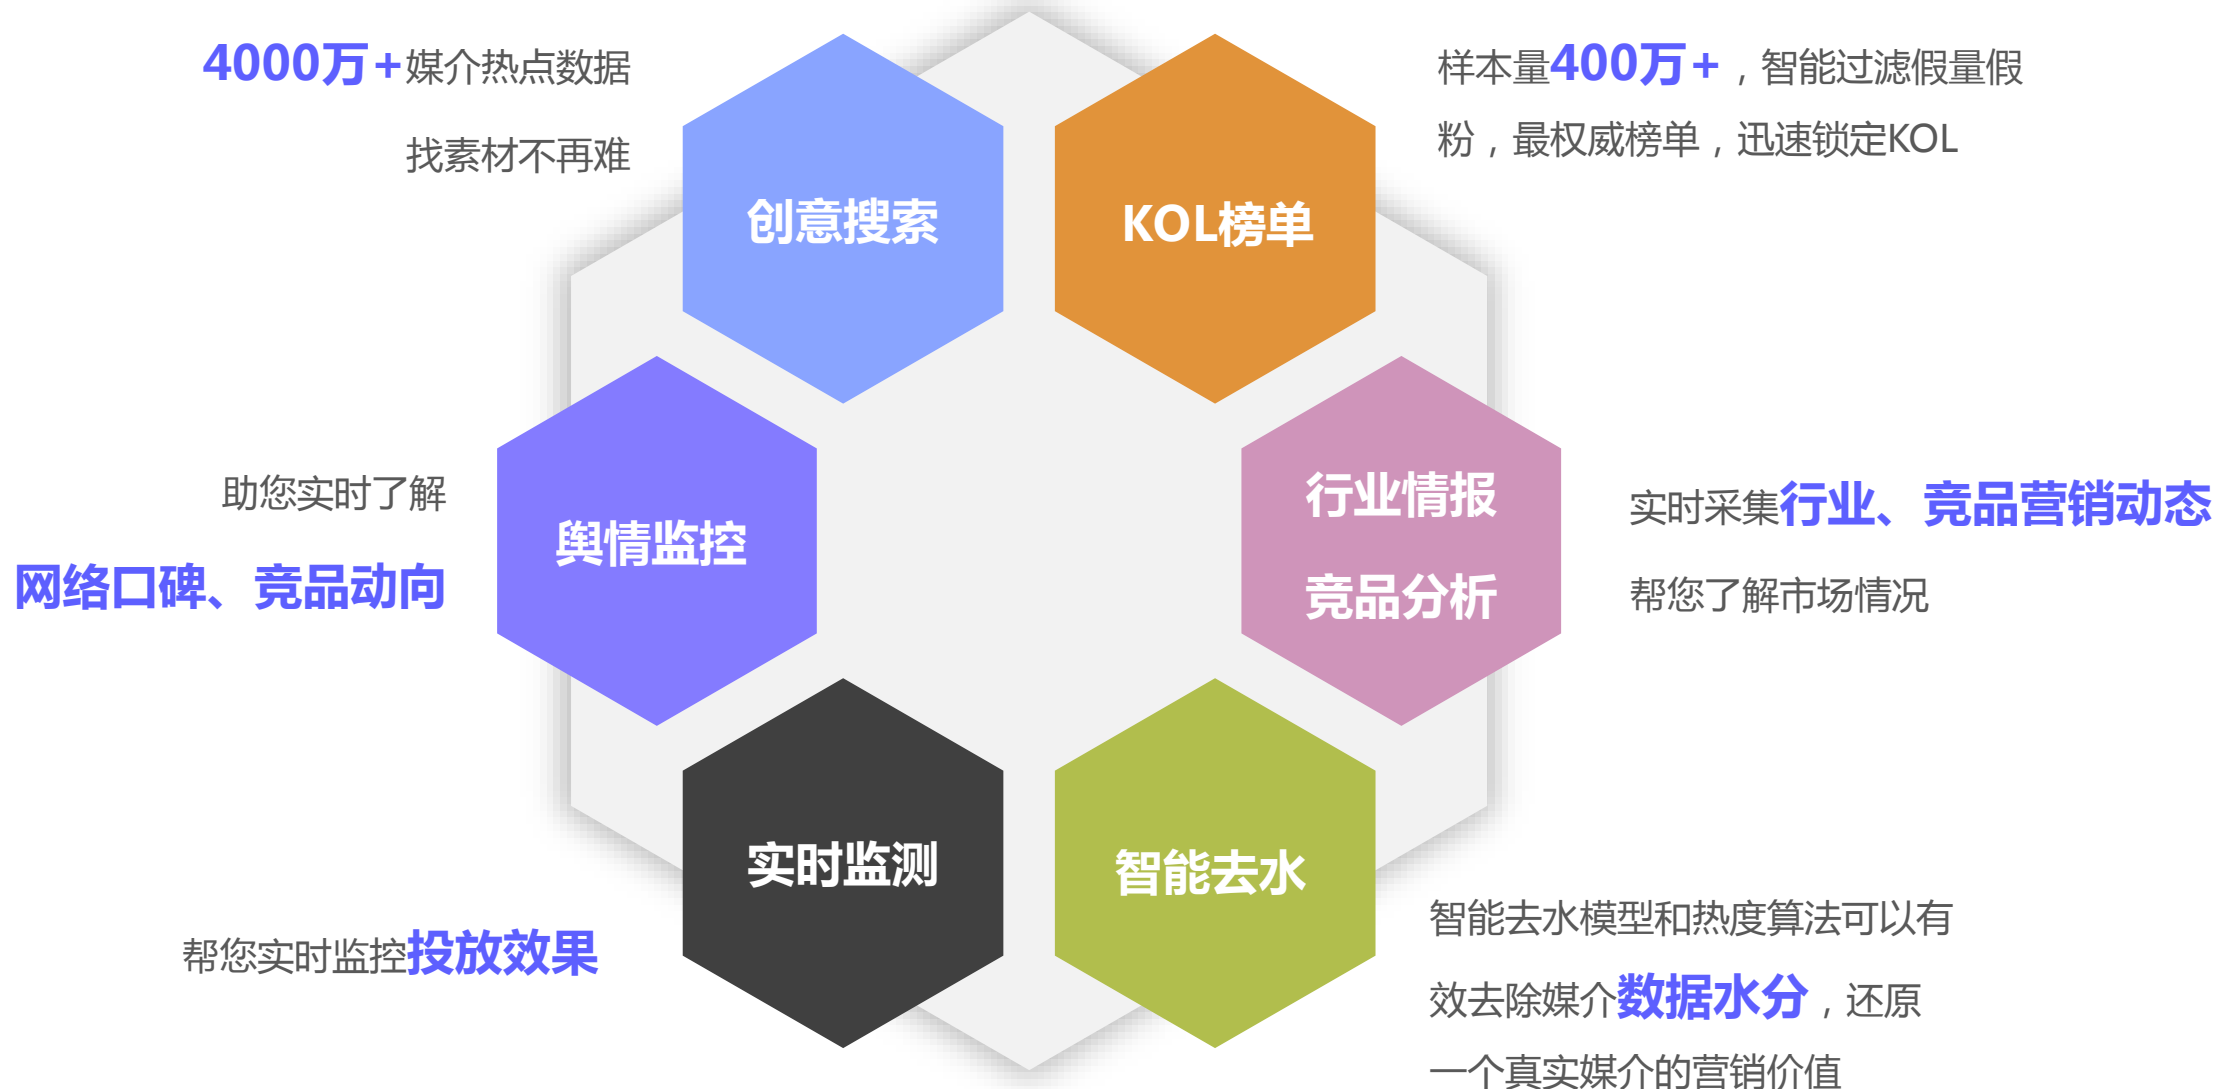 4000万+媒介热点数据
找素材不再难
创意搜索
KOL榜单
样本量400万+，智能过滤假量假
粉，最权威榜单，迅速锁定KOL
助您实时了解
网络口碑、竞品动向
舆情监控
行业情报
竞品分析
实时采集行业、竞品营销动态
帮您了解市场情况
帮您实时监控投放效果
实时监测
智能去水
智能去水模型和热度算法可以有
效去除媒介数据水分，还原
一个真实媒介的营销价值